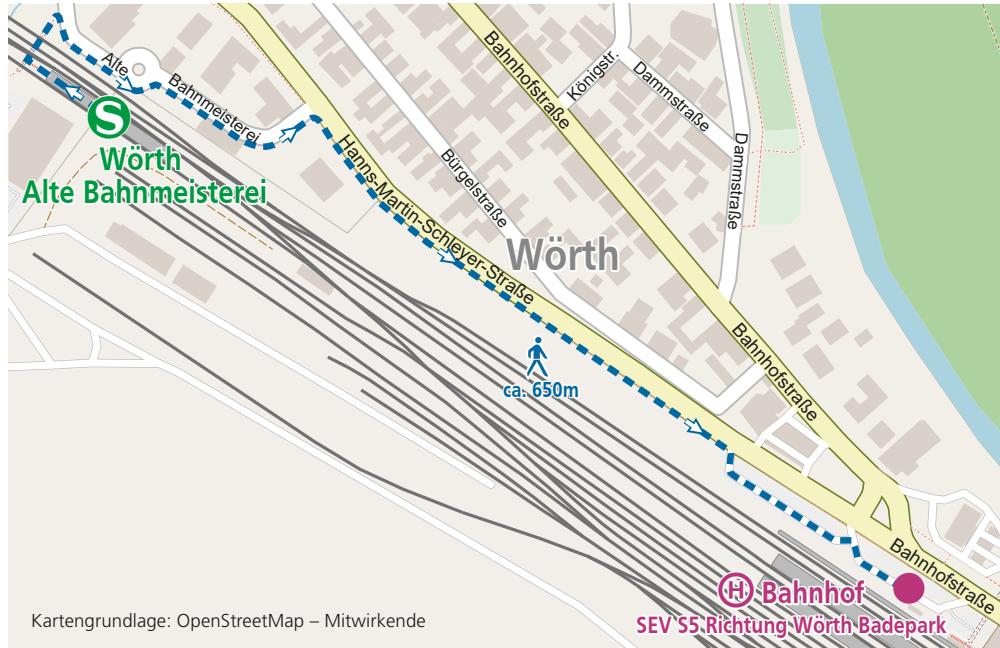 Alte
Bahnmeisterei
S
Wörth
Alte Bahnmeisterei
Hanns-Martin-Schleyer-Straße
Bürgelstraße
Bahnhofstraße
Königstr.
Dammstraße
Dammstraße
Wörth
Bahnhofstraße
ca. 650m
Bahnhofstraße
H Bahnhof
SEV S5 Richtung Wörth Badepark
Kartengrundlage: OpenStreetMap – Mitwirkende